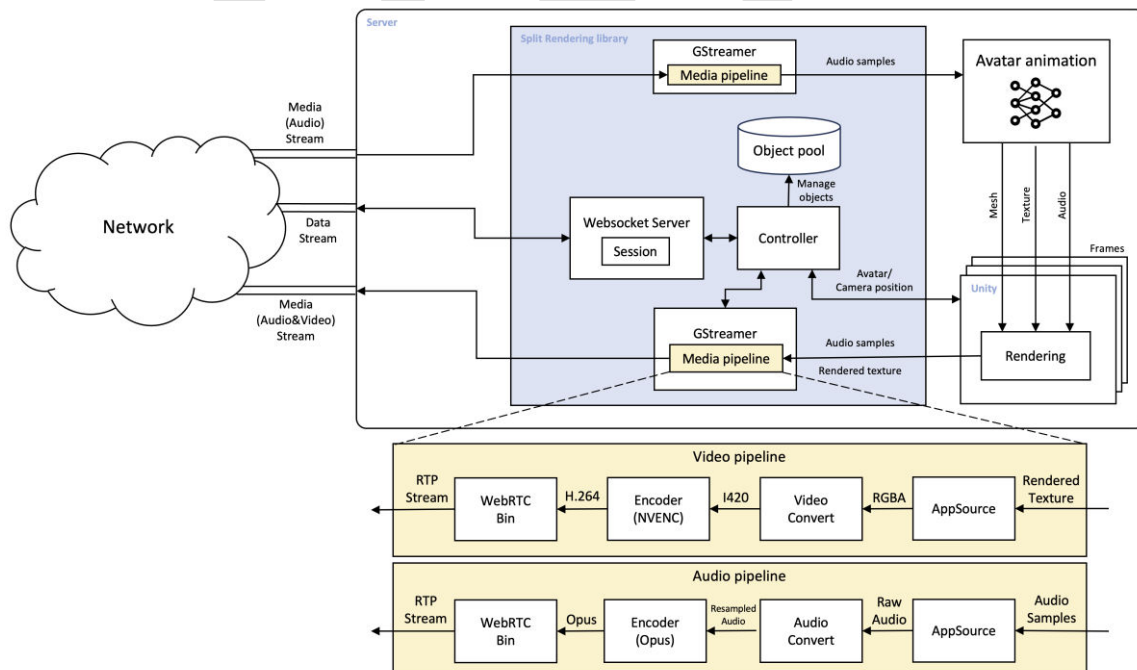 Server
Split Rendering library
GStreamer
Media pipeline
Audio samples
Avatar animation
Media
(Audio)
Stream
Object pool
Manage
objects
Mesh
Texture
Audio
Network
Data
Stream
Websocket Server
Session
Controller
Frames
Avatar/
Camera position
Unity
Media
(Audio&Video)
Stream
GStreamer
Media pipeline
Audio samples
Rendered texture
Rendering
Video pipeline
RTP
Stream
WebRTC
Bin
H.264
Encoder
(NVENC)
I420
Video
Convert
RGBA
AppSource
Rendered
Texture
Audio pipeline
RTP
Stream
WebRTC
Bin
Opus
Encoder
(Opus)
Resampled
Audio
Audio
Convert
Raw
Audio
AppSource
Audio
Samples